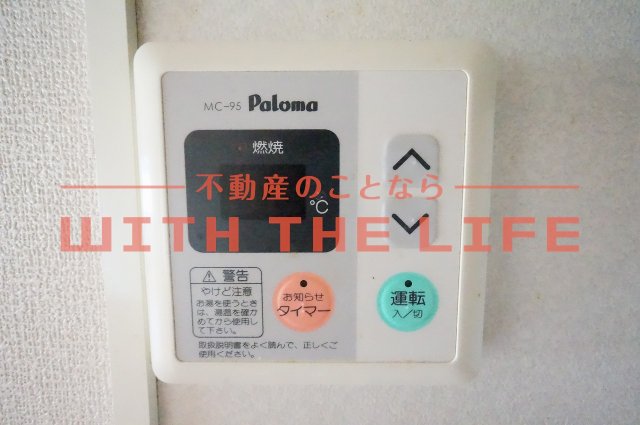 MC-95 Paloma
燃焼
不動産のことなら
℃
WITH THE LIFE
警告
やけど注意
お湯を使うとき
は、湯温を確か
めてから使用し
て下さい。
取扱説明書をよく読んで、正しくご
使用ください。
お知らせ
タイマー
運転
入/切